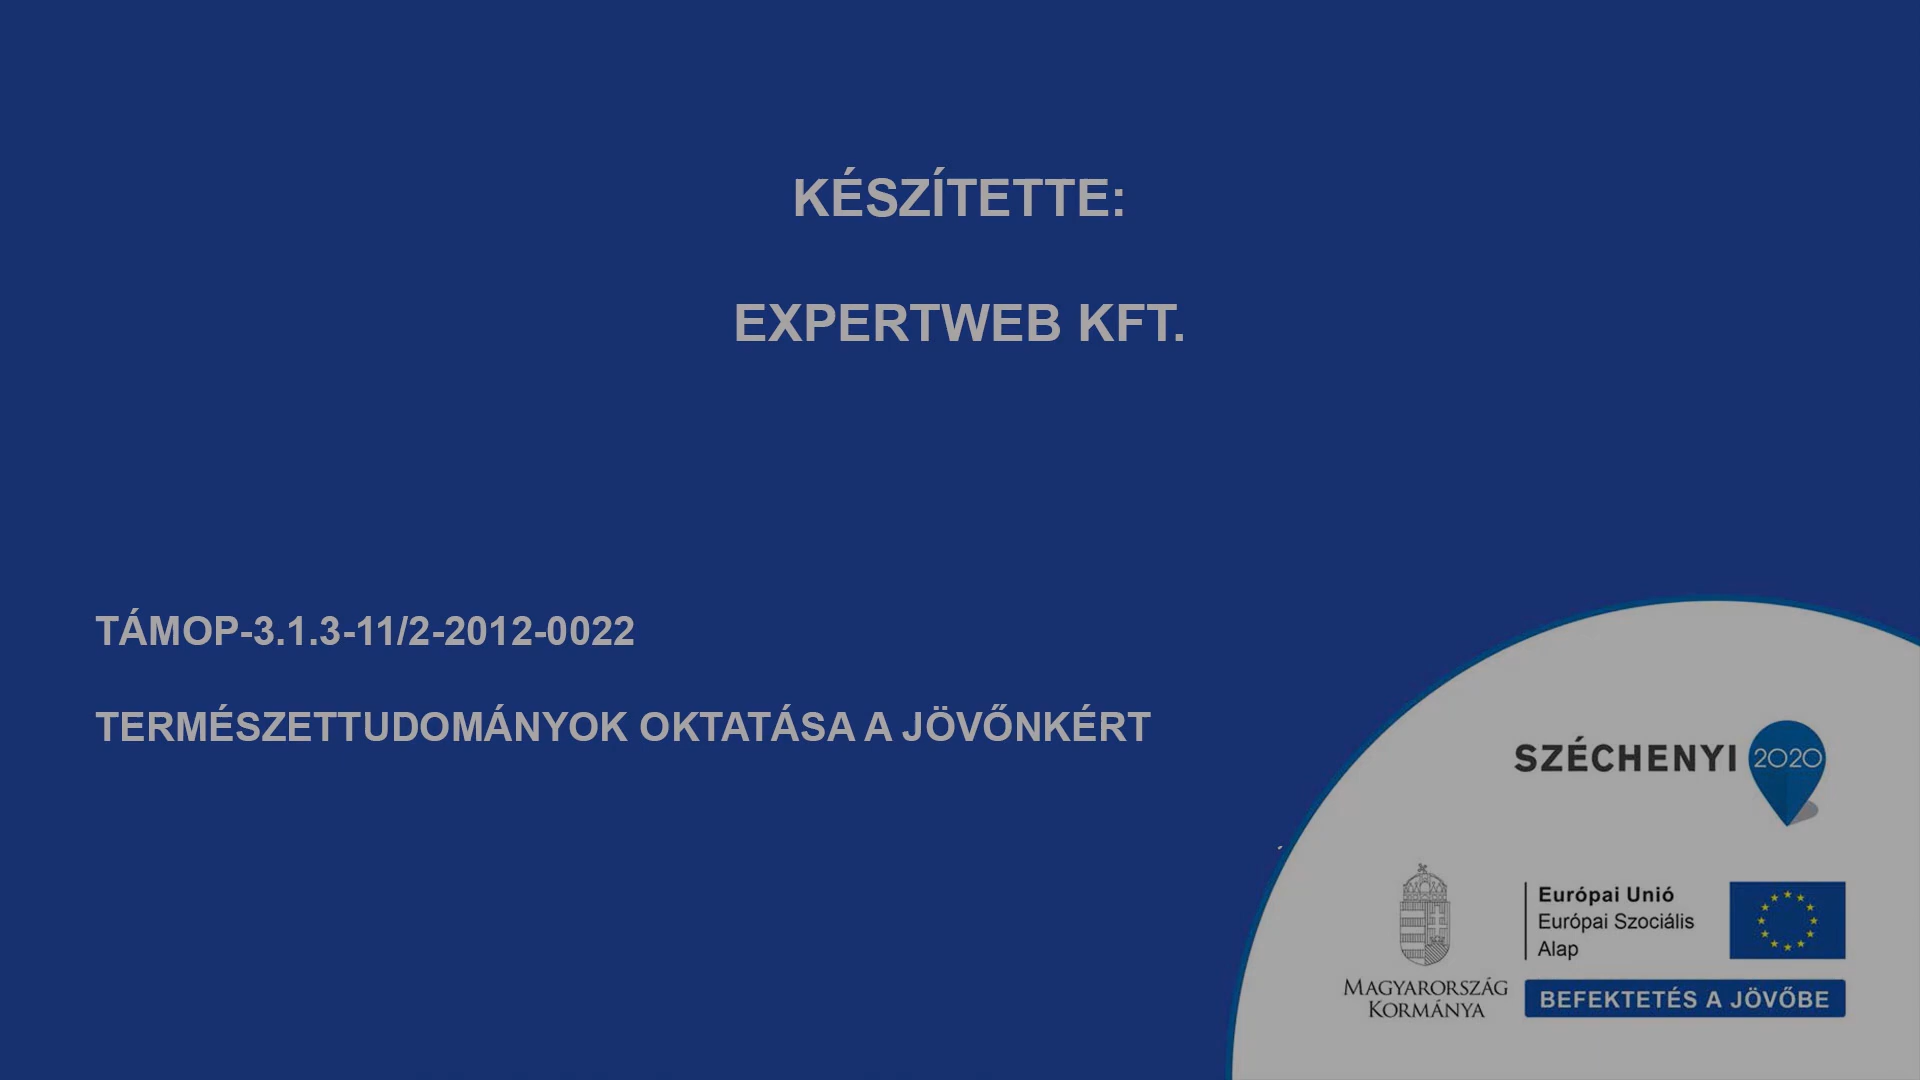 KÉSZÍTETTE:
EXPERTWEB KFT.
TÁMOP-3.1.3-11/2-2012-0022
TERMÉSZETTUDOMÁNYOK OKTATÁSA A JÖVŐNKÉRT
SZÉCHENYI 2020
Európai Unió
Európai Szociális
Alap
MAGYARORSZÁG
KORMÁNYA
BEFEKTETÉS A JÖVŐBE